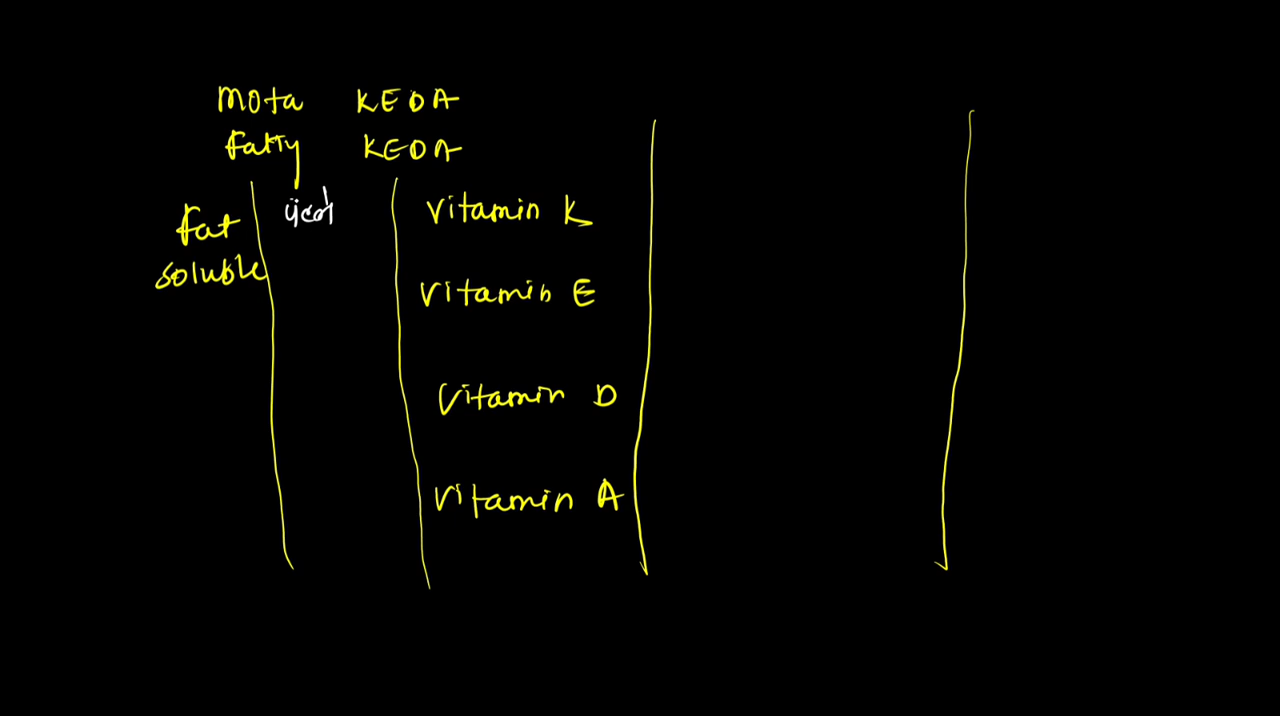 Mota KEDA
Fatty KEDA
Fat
soluble
Vitamin K
Vitamin E
Vitamin D
Vitamin A